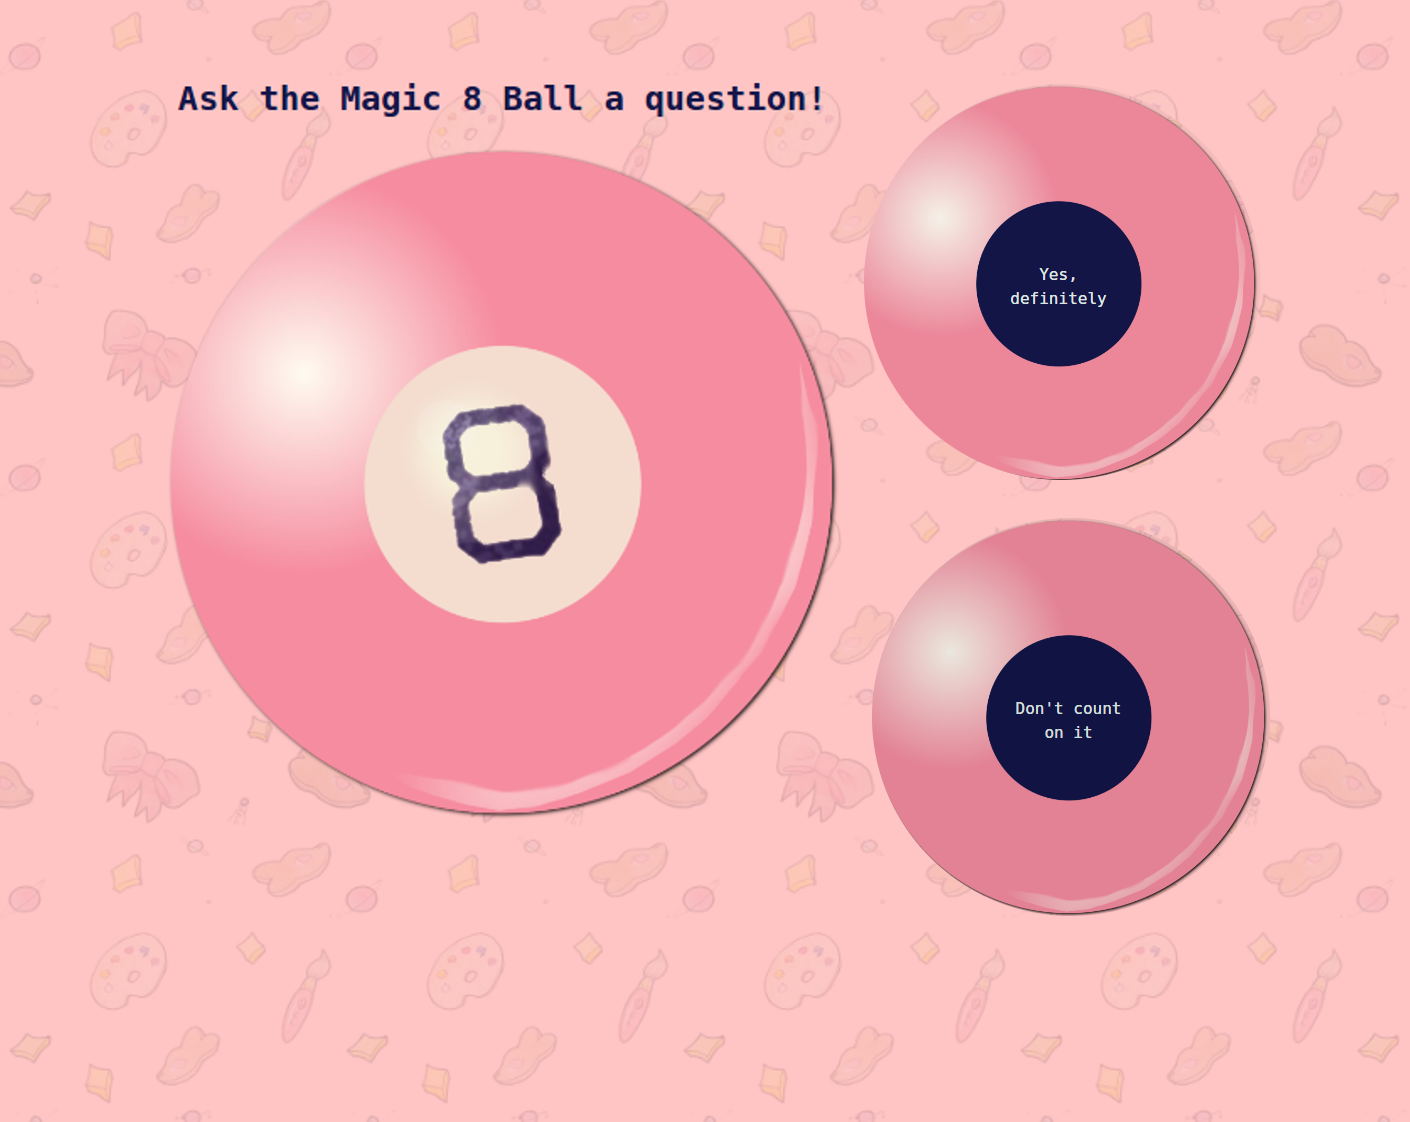 Ask the Magic 8 Ball a question!
8
Yes,
definitely
Don't count
on it